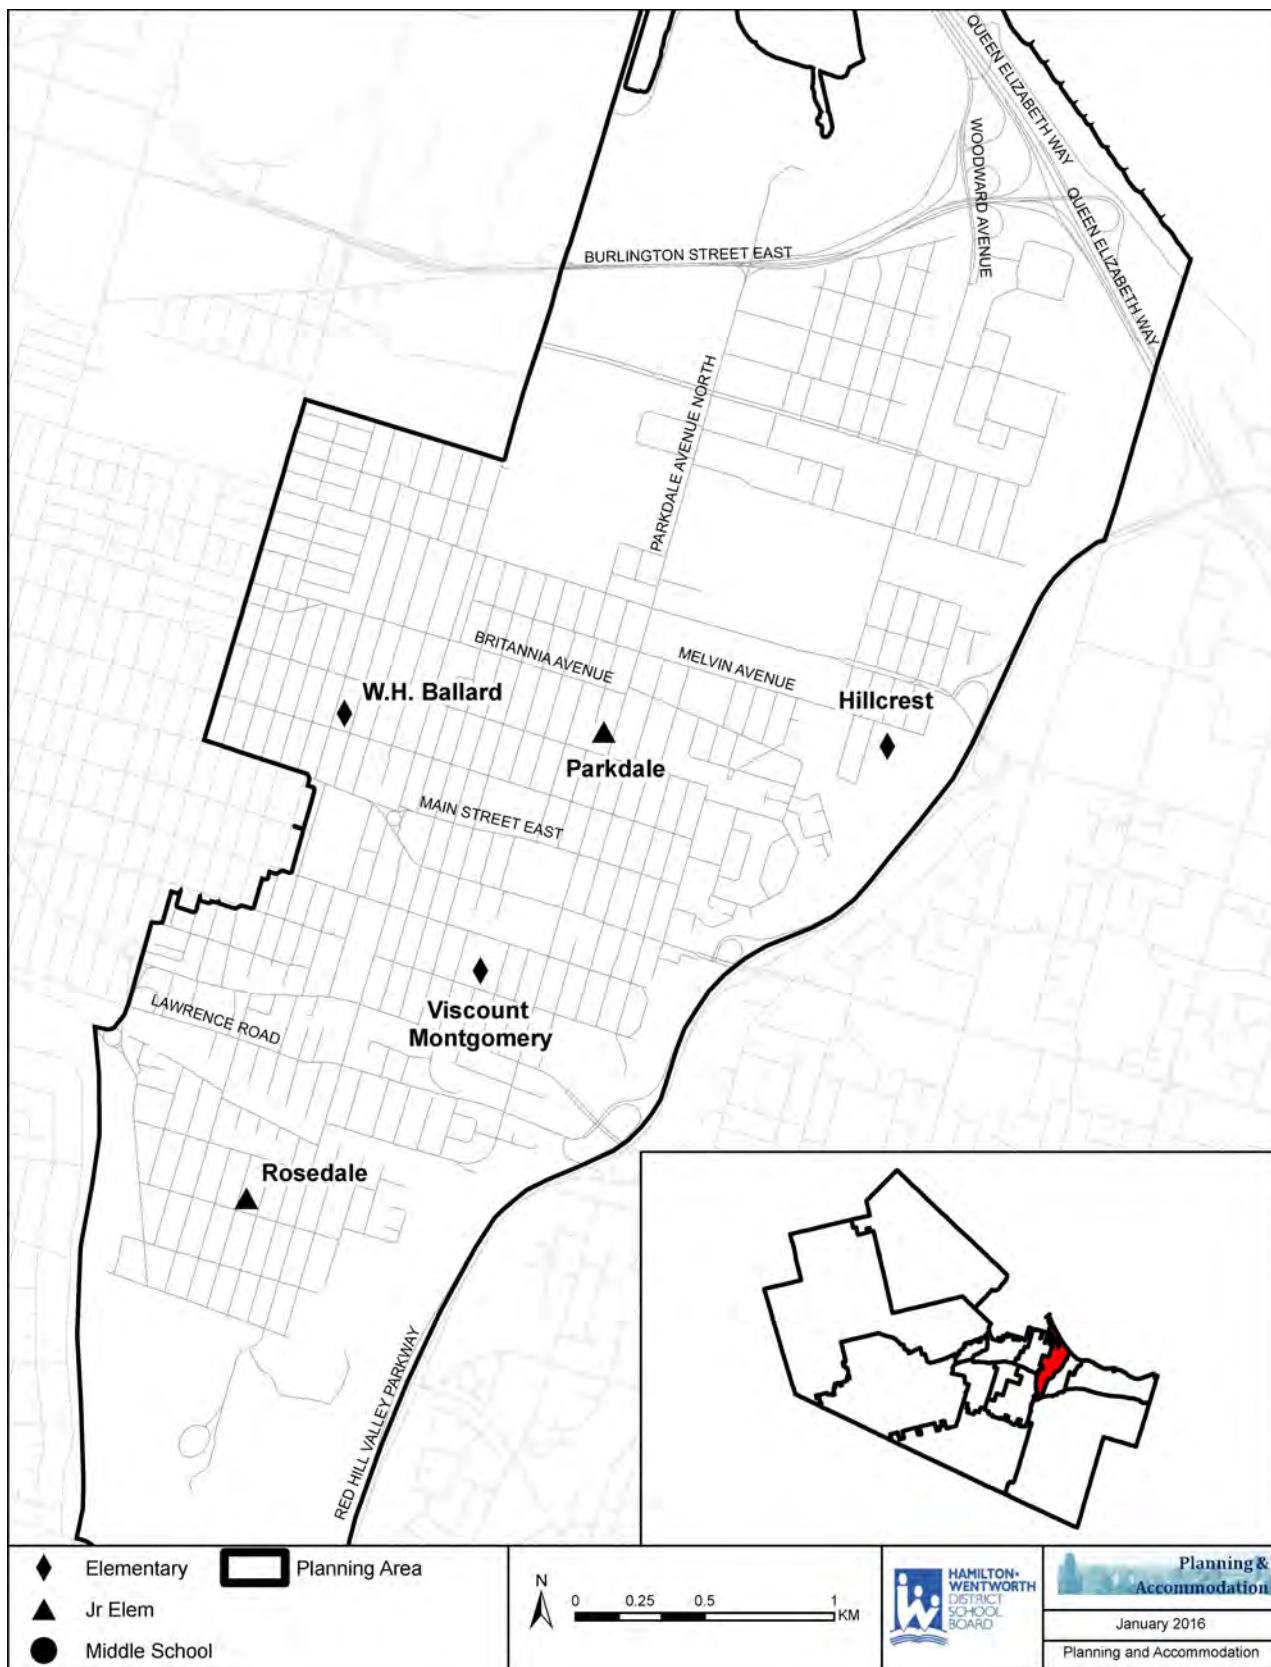 QUEEN ELIZABETH WAY
WOODWARD AVENUE
QUEEN ELIZABETH WAY
BURLINGTON STREET EAST
PARKDALE AVENUE NORTH
BRITANNIA AVENUE
MELVIN AVENUE
W.H. Ballard
Hillcrest
Parkdale
MAIN STREET EAST
Viscount
Montgomery
LAWRENCE ROAD
Rosedale
RED HILL VALLEY PARKWAY
Elementary
Planning Area
Jr Elem
Middle School
N
0 0.25 0.5 1
KM
HAMILTON-
WENTWORTH
DISTRICT
SCHOOL
BOARD
Planning &
Accommodation
January 2016
Planning and Accommodation